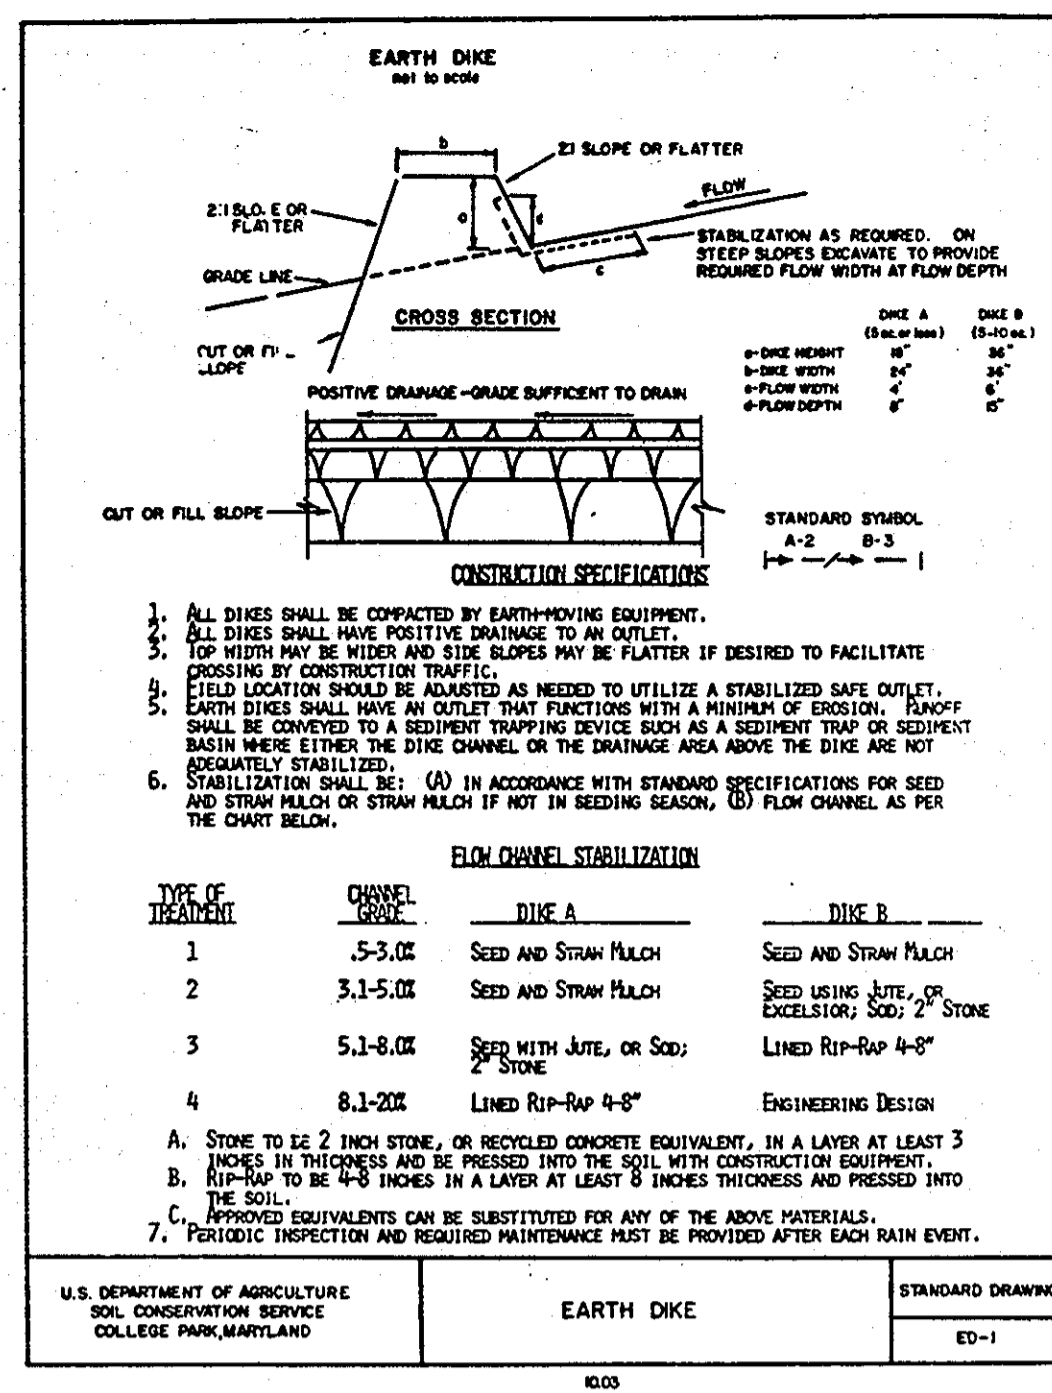 EARTH DIKE
not to scale
b
2:1 SLOPE OR FLATTER
FLOW
2:1 SLO. E OR
FLATTER
a
d
STABILIZATION AS REQUIRED. ON
STEEP SLOPES EXCAVATE TO PROVIDE
REQUIRED FLOW WIDTH AT FLOW DEPTH
GRADE LINE
c
CROSS SECTION
DIKE A DIKE B
(5 ac. or less) (5-10 ac.)
CUT OR FI
SLOPE
a-DIKE HEIGHT 18" 36"
b-DIKE WIDTH 24" 36"
c-FLOW WIDTH 4' 6'
d-FLOW DEPTH 8" 15"
POSITIVE DRAINAGE-GRADE SUFFICENT TO DRAIN
CUT OR FILL SLOPE
STANDARD SYMBOL
A-2 B-3
CONSTRUCTION SPECIFICATIONS
1. ALL DIKES SHALL BE COMPACTED BY EARTH-MOVING EQUIPMENT.
2. ALL DIKES SHALL HAVE POSITIVE DRAINAGE TO AN OUTLET.
3. TOP WIDTH MAY BE WIDER AND SIDE SLOPES MAY BE FLATTER IF DESIRED TO FACILITATE
CROSSING BY CONSTRUCTION TRAFFIC.
4. FIELD LOCATION SHOULD BE ADJUSTED AS NEEDED TO UTILIZE A STABILIZED SAFE OUTLET.
5. EARTH DIKES SHALL HAVE AN OUTLET THAT FUNCTIONS WITH A MINIMUM OF EROSION. RUNOFF
SHALL BE CONVEYED TO A SEDIMENT TRAPPING DEVICE SUCH AS A SEDIMENT TRAP OR SEDIMENT
BASIN WHERE EITHER THE DIKE CHANNEL OR THE DRAINAGE AREA ABOVE THE DIKE ARE NOT
ADEQUATELY STABILIZED.
6. STABILIZATION SHALL BE: (A) IN ACCORDANCE WITH STANDARD SPECIFICATIONS FOR SEED
AND STRAW MULCH OR STRAW MULCH IF NOT IN SEEDING SEASON, (B) FLOW CHANNEL AS PER
THE CHART BELOW.
FLOW CHANNEL STABILIZATION
TYPE OF CHANNEL
TREATMENT GRADE DIKE A DIKE B
1 .5-3.0% SEED AND STRAW MULCH SEED AND STRAW MULCH
2 3.1-5.0% SEED AND STRAW MULCH SEED USING JUTE, OR
EXCELSIOR; SOD; 2" STONE
3 5.1-8.0% SEED WITH JUTE, OR SOD; LINED RIP-RAP 4-8"
2" STONE
4 8.1-20% LINED RIP-RAP 4-8" ENGINEERING DESIGN
A. STONE TO BE 2 INCH STONE, OR RECYCLED CONCRETE EQUIVALENT, IN A LAYER AT LEAST 3
INCHES IN THICKNESS AND BE PRESSED INTO THE SOIL WITH CONSTRUCTION EQUIPMENT.
B. RIP-RAP TO BE 4-8 INCHES IN A LAYER AT LEAST 8 INCHES THICKNESS AND PRESSED INTO
THE SOIL.
C. APPROVED EQUIVALENTS CAN BE SUBSTITUTED FOR ANY OF THE ABOVE MATERIALS.
7. PERIODIC INSPECTION AND REQUIRED MAINTENANCE MUST BE PROVIDED AFTER EACH RAIN EVENT.
U.S. DEPARTMENT OF AGRICULTURE
SOIL CONSERVATION SERVICE
COLLEGE PARK, MARYLAND
EARTH DIKE
STANDARD DRAWING
ED-1
10.03